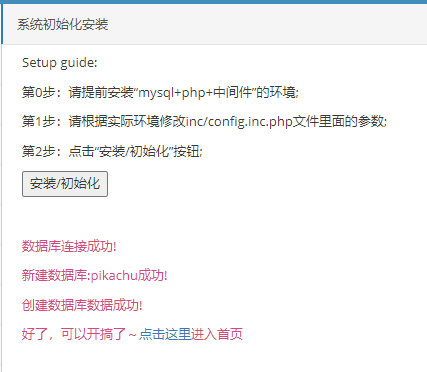 系统初始化安装
Setup guide:
第0步：请提前安装“mysql+php+中间件”的环境;
第1步：请根据实际环境修改inc/config.inc.php文件里面的参数;
第2步：点击“安装/初始化”按钮;
安装/初始化
数据库连接成功!
新建数据库:pikachu成功!
创建数据库数据成功!
好了，可以开搞了～点击这里进入首页